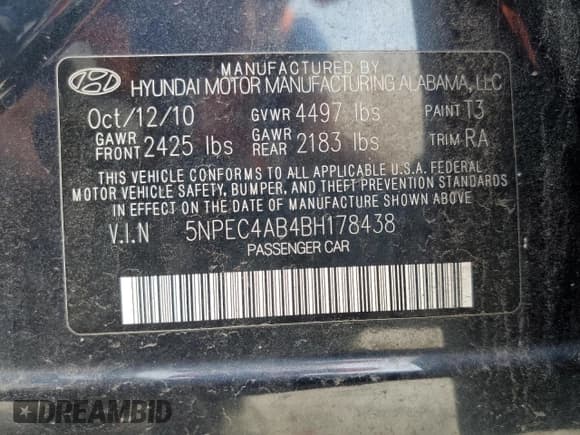 MANUFACTURED BY
HYUNDAI MOTOR MANUFACTURING ALABAMA, LLC
Oct/12/10 GVWR 4497 lbs PAINT T3
GAWR FRONT 2425 lbs GAWR REAR 2183 lbs TRIM RA
THIS VEHICLE CONFORMS TO ALL APPLICABLE U.S.A. FEDERAL
MOTOR VEHICLE SAFETY, BUMPER, AND THEFT PREVENTION STANDARDS
IN EFFECT ON THE DATE OF MANUFACTURE SHOWN ABOVE.
V.I.N 5NPEC4AB4BH178438
PASSENGER CAR
DREAMBID